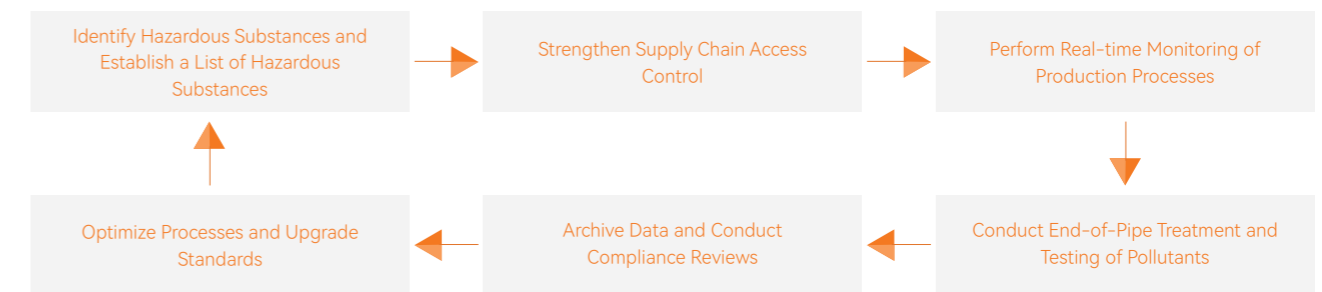 Identify Hazardous Substances and
Establish a List of Hazardous
Substances
Strengthen Supply Chain Access
Control
Perform Real-time Monitoring of
Production Processes
Conduct End-of-Pipe Treatment and
Testing of Pollutants
Archive Data and Conduct
Compliance Reviews
Optimize Processes and Upgrade
Standards